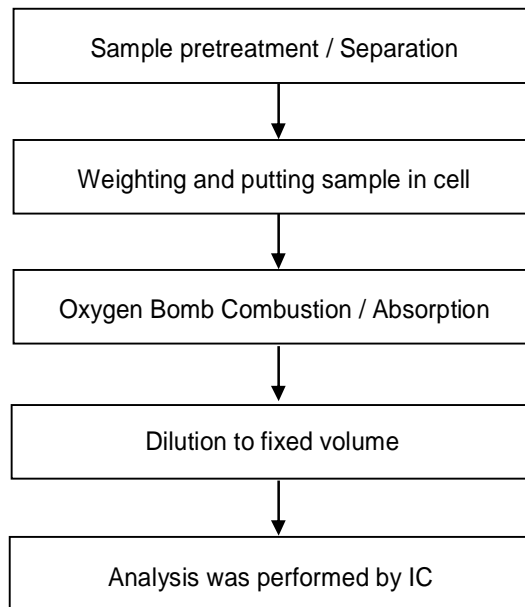 Sample pretreatment / Separation
Weighting and putting sample in cell
Oxygen Bomb Combustion / Absorption
Dilution to fixed volume
Analysis was performed by IC